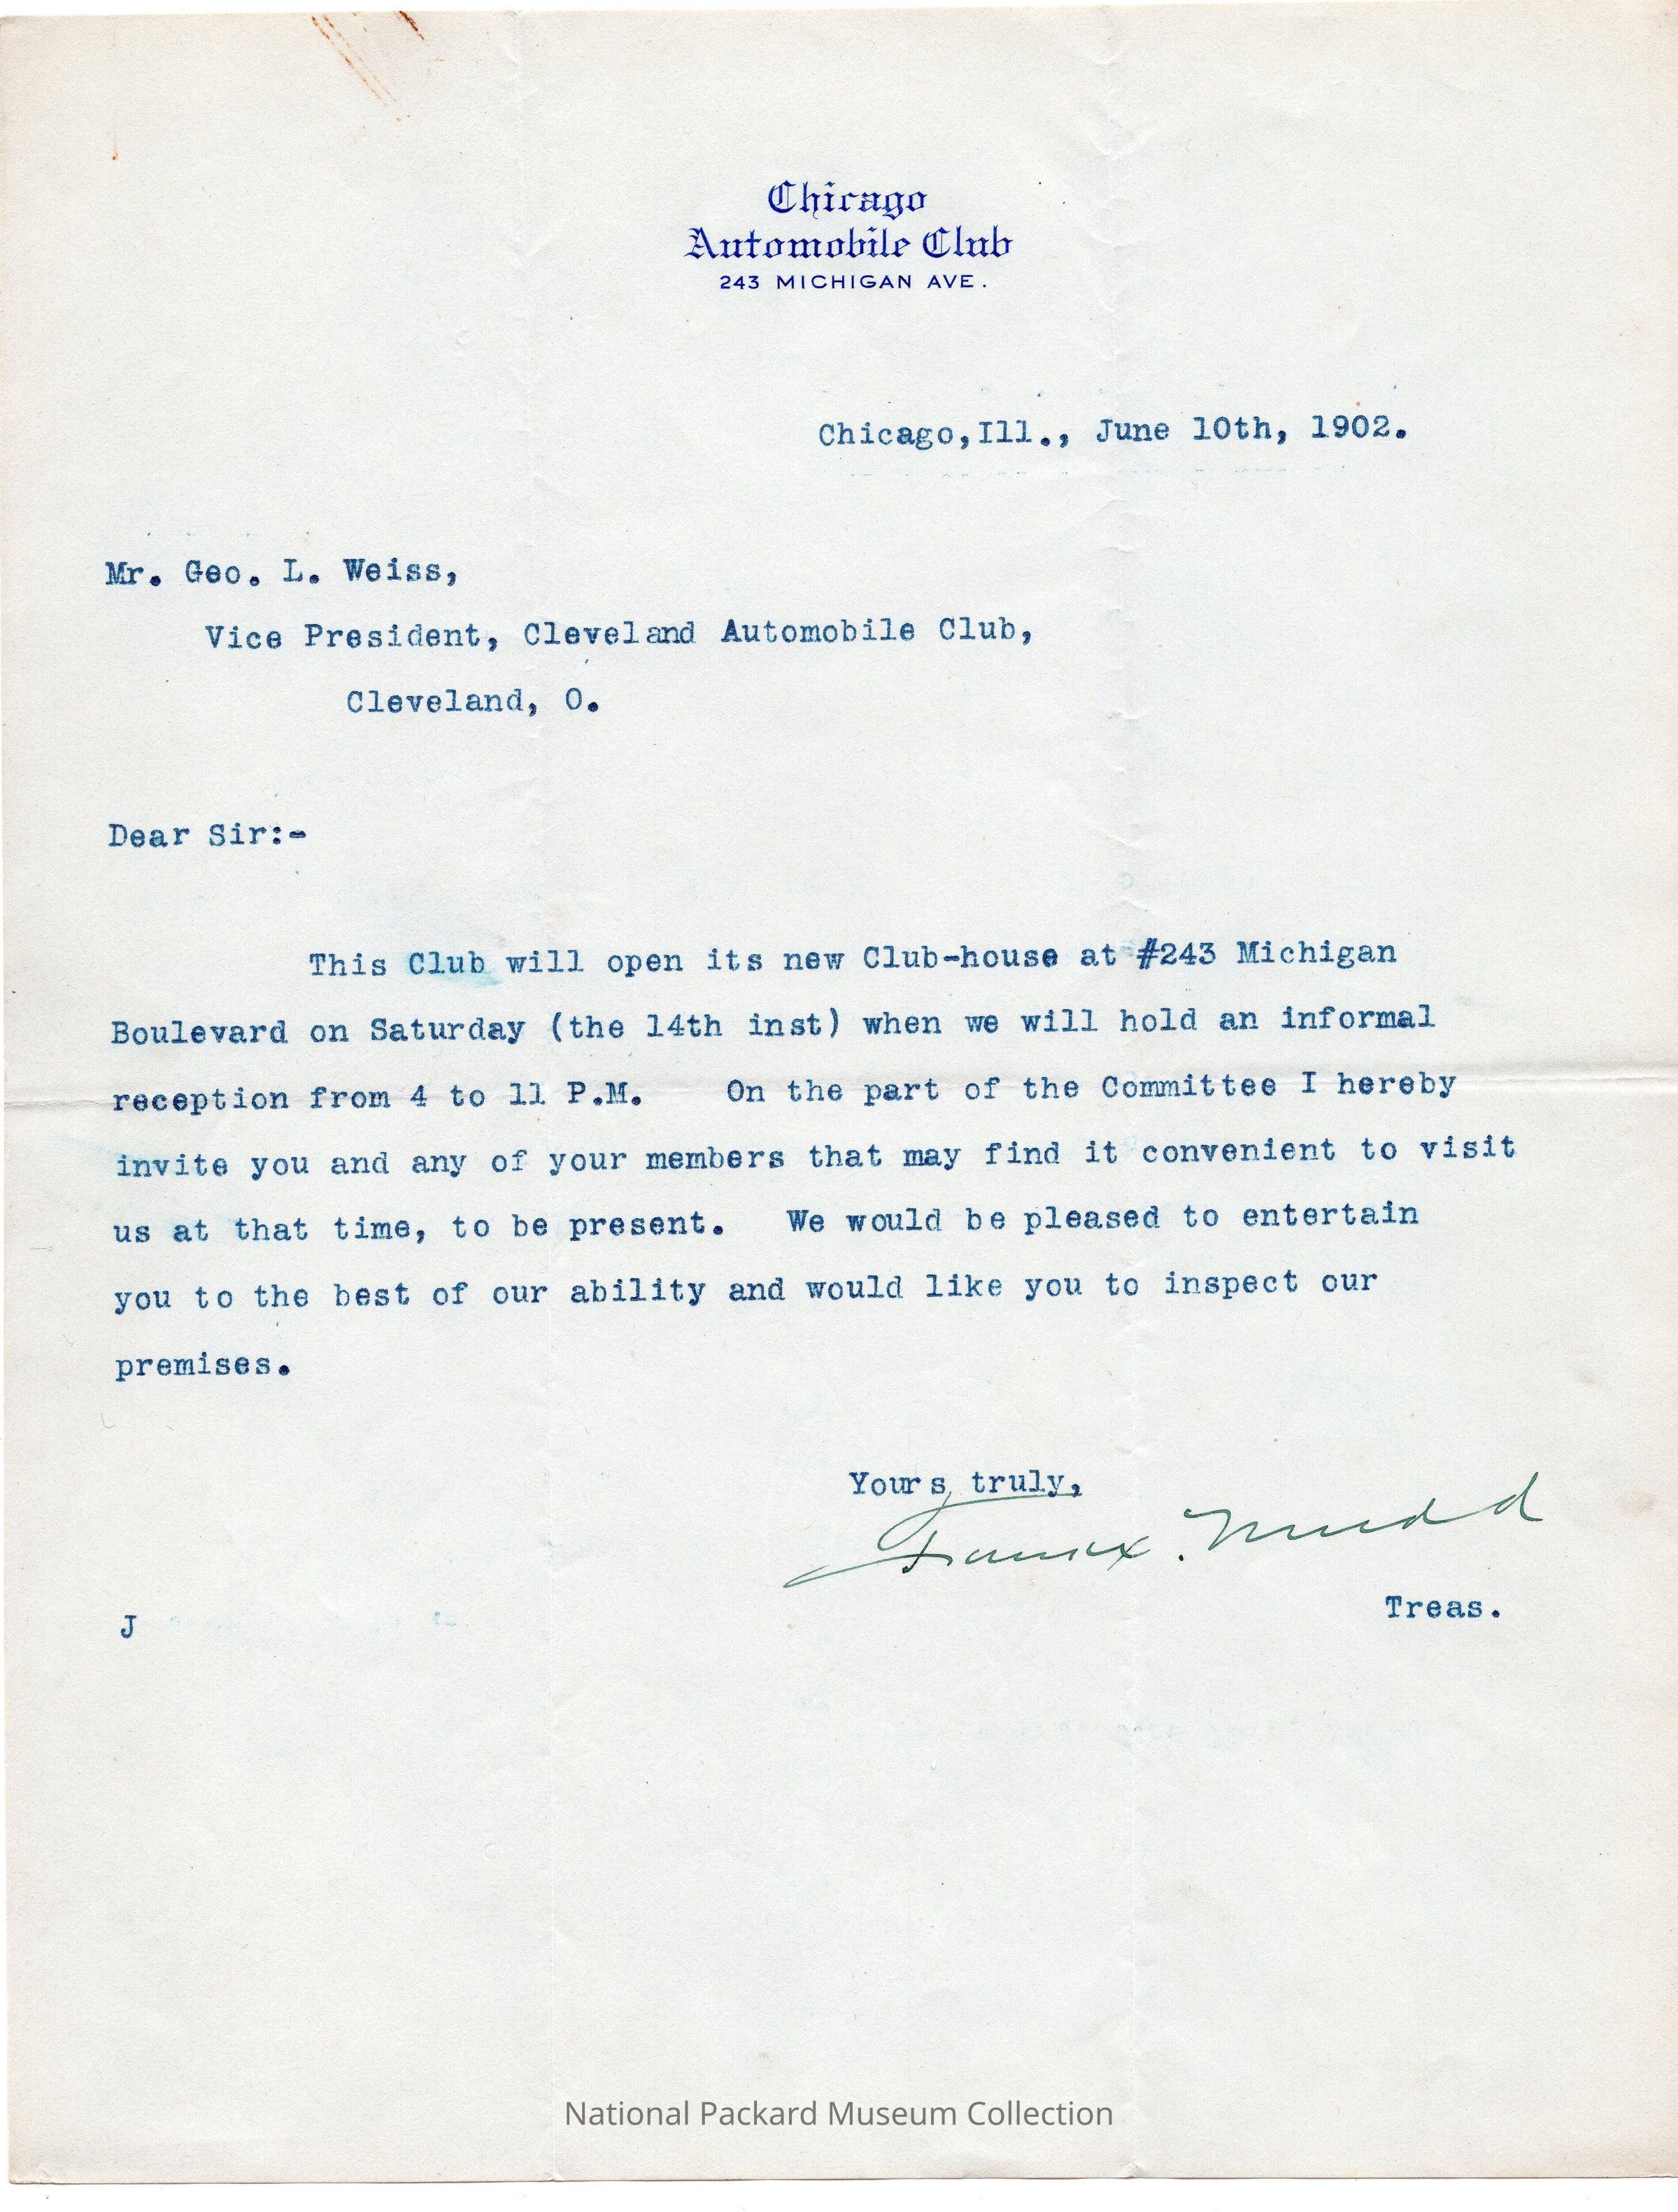 Chicago
Automobile Club
243 MICHIGAN AVE.
Chicago,Ill., June 10th, 1902.
Mr. Geo. L. Weiss,
Vice President, Cleveland Automobile Club,
Cleveland, O.
Dear Sir:-
This Club will open its new Club-house at #243 Michigan
Boulevard on Saturday (the 14th inst) when we will hold an informal
reception from 4 to 11 P.M. On the part of the Committee I hereby
invite you and any of your members that may find it convenient to visit
us at that time, to be present. We would be pleased to entertain
you to the best of our ability and would like you to inspect our
premises.
Yours truly,
Mudd
Treas.
J
National Packard Museum Collection